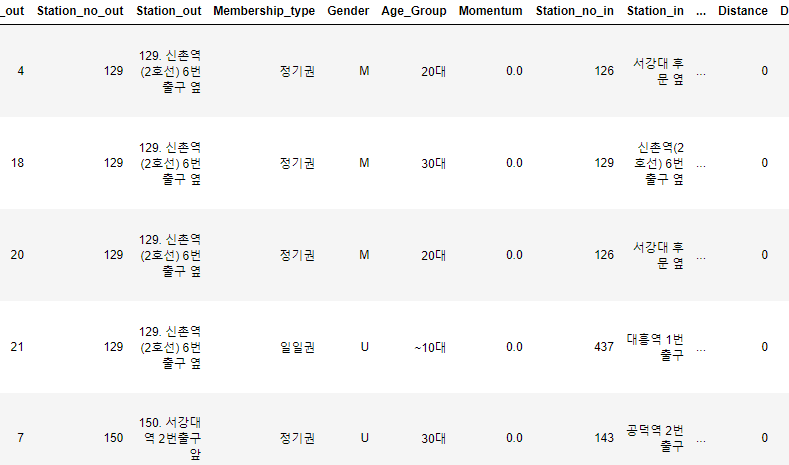 _out Station_no_out Station_out Membership_type Gender Age_Group Momentum Station_no_in Station_in ... Distance D
4 129 129. 신촌역(2호선) 6번 출구 옆 정기권 M 20대 0.0 126 서강대 후문 옆 ... 0
18 129 129. 신촌역(2호선) 6번 출구 옆 정기권 M 30대 0.0 129 신촌역(2호선) 6번 출구 옆 ... 0
20 129 129. 신촌역(2호선) 6번 출구 옆 정기권 M 20대 0.0 126 서강대 후문 옆 ... 0
21 129 129. 신촌역(2호선) 6번 출구 옆 일일권 U ~10대 0.0 437 대흥역 1번출구 ... 0
7 150 150. 서강대역 2번출구 앞 정기권 U 30대 0.0 143 공덕역 2번출구 ... 0